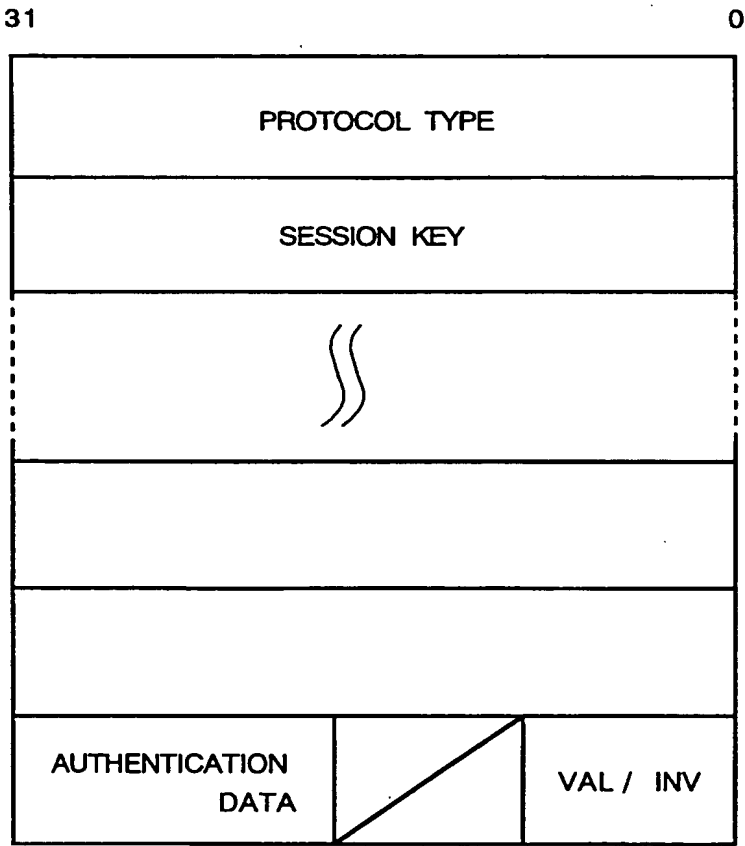 31 0
PROTOCOL TYPE
SESSION KEY
AUTHENTICATION
DATA
VAL / INV